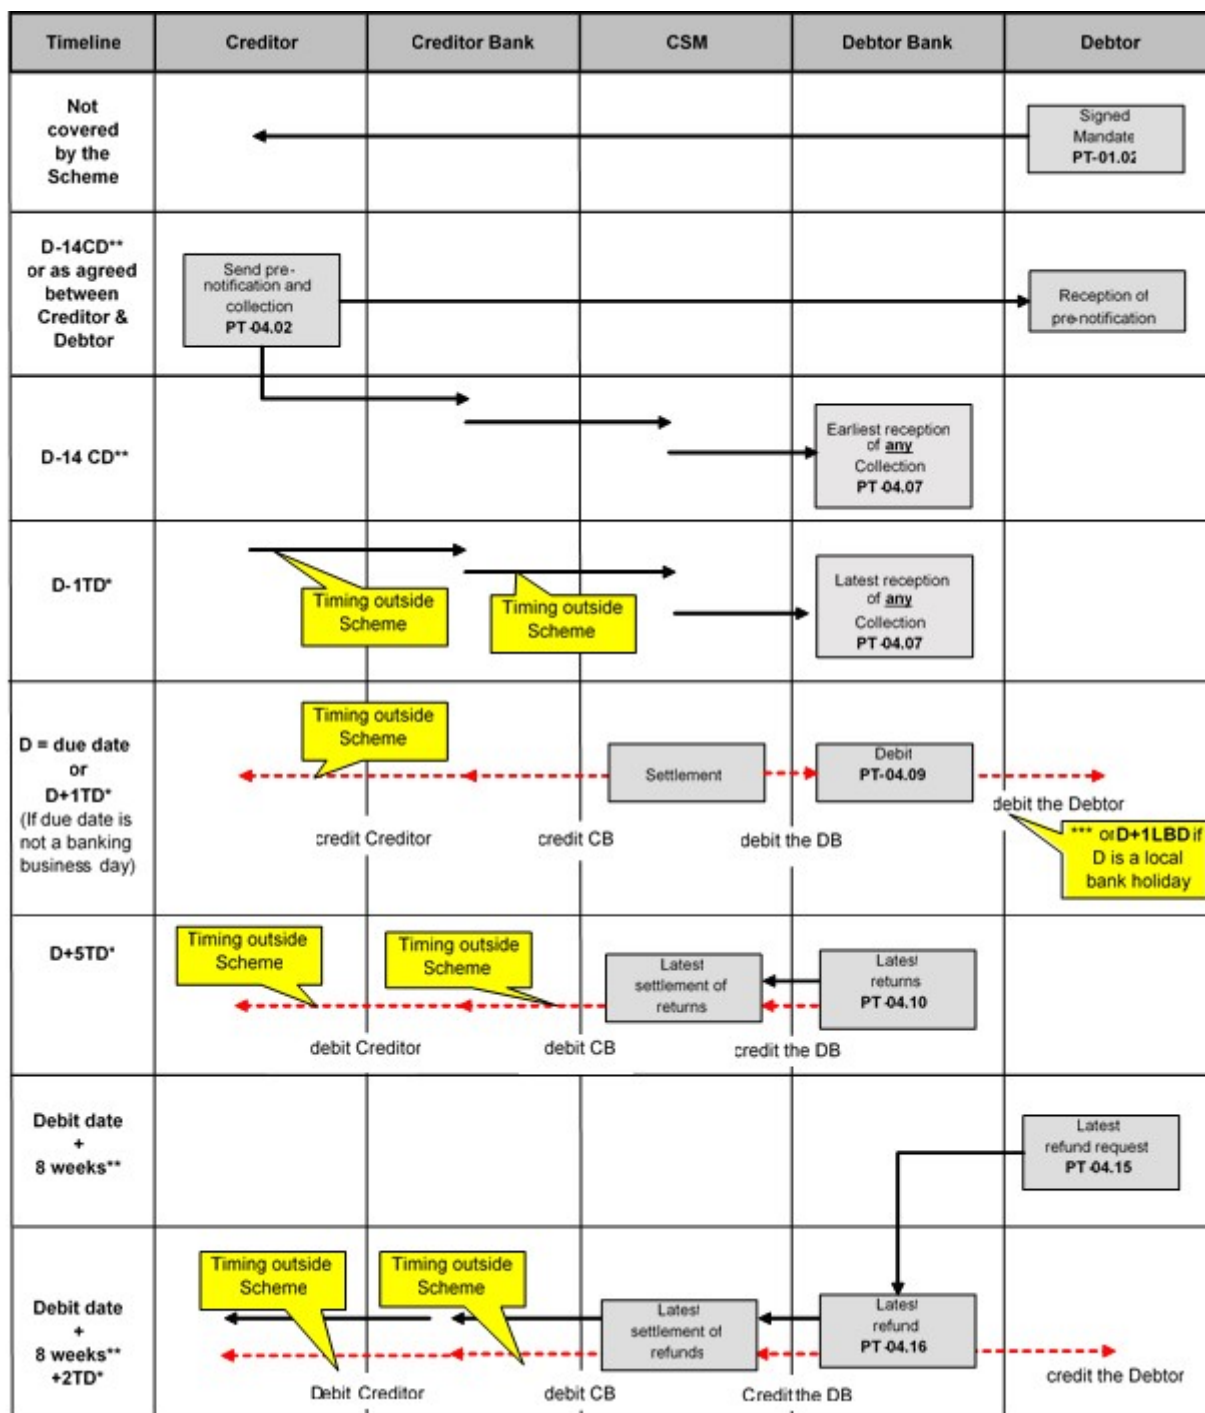 Timeline
Creditor
Creditor Bank
CSM
Debtor Bank
Debtor
Not
covered
by the
Scheme
Signed
Mandate
PT-01.02
D-14CD**
or as agreed
between
Creditor &
Debtor
Send pre-
notification and
collection
PT-04.02
Reception of
pre-notification
D-14 CD**
Earliest reception
of any
Collection
PT-04.07
D-1TD*
Timing outside
Scheme
Timing outside
Scheme
Latest reception
of any
Collection
PT-04.07
D = due date
or
D+1TD*
(If due date is
not a banking
business day)
Timing outside
Scheme
Settlement
Debit
PT-04.09
credit Creditor
credit CB
debit the DB
debit the Debtor
*** or D+1LBD if
D is a local
bank holiday
D+5TD*
Timing outside
Scheme
Timing outside
Scheme
Latest
settlement of
returns
Latest
returns
PT-04.10
debit Creditor
debit CB
credit the DB
Debit date
+
8 weeks**
Latest
refund request
PT-04.15
Debit date
+
8 weeks**
+2TD*
Timing outside
Scheme
Timing outside
Scheme
Latest
settlement of
refunds
Latest
refund
PT-04.16
Debit Creditor
debit CB
Credit the DB
credit the Debtor